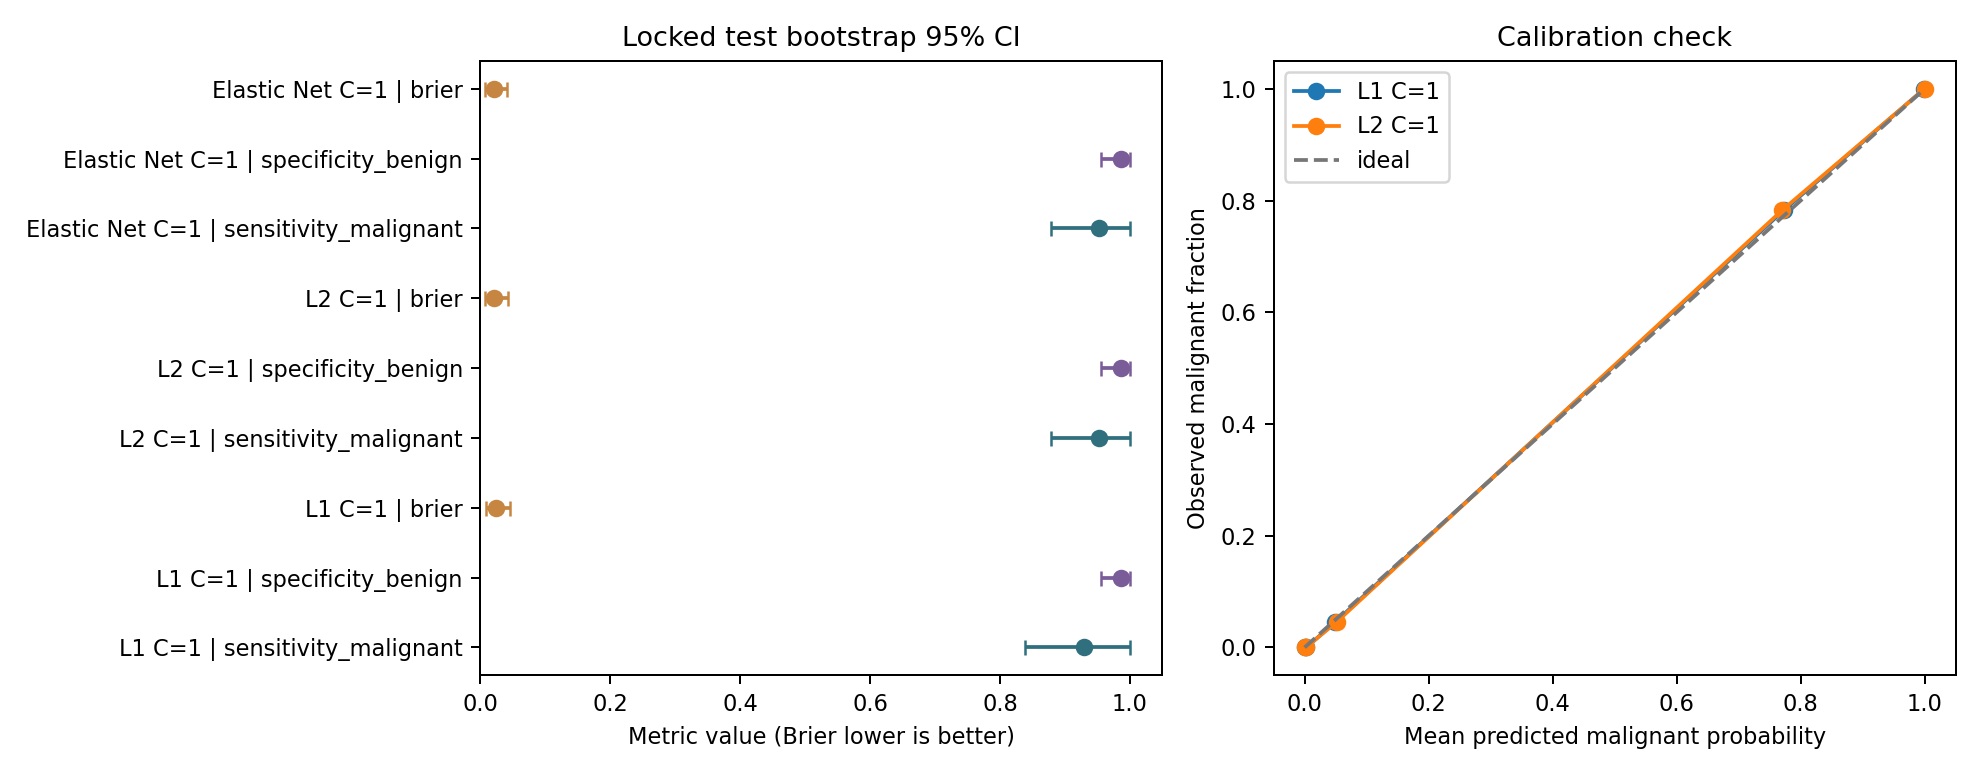 Locked test bootstrap 95% CI
Elastic Net C=1 | brier
Elastic Net C=1 | specificity_benign
Elastic Net C=1 | sensitivity_malignant
L2 C=1 | brier
L2 C=1 | specificity_benign
L2 C=1 | sensitivity_malignant
L1 C=1 | brier
L1 C=1 | specificity_benign
L1 C=1 | sensitivity_malignant
0.0 0.2 0.4 0.6 0.8 1.0
Metric value (Brier lower is better)
Calibration check
L1 C=1
L2 C=1
ideal
Observed malignant fraction
1.0
0.8
0.6
0.4
0.2
0.0
0.0 0.2 0.4 0.6 0.8 1.0
Mean predicted malignant probability